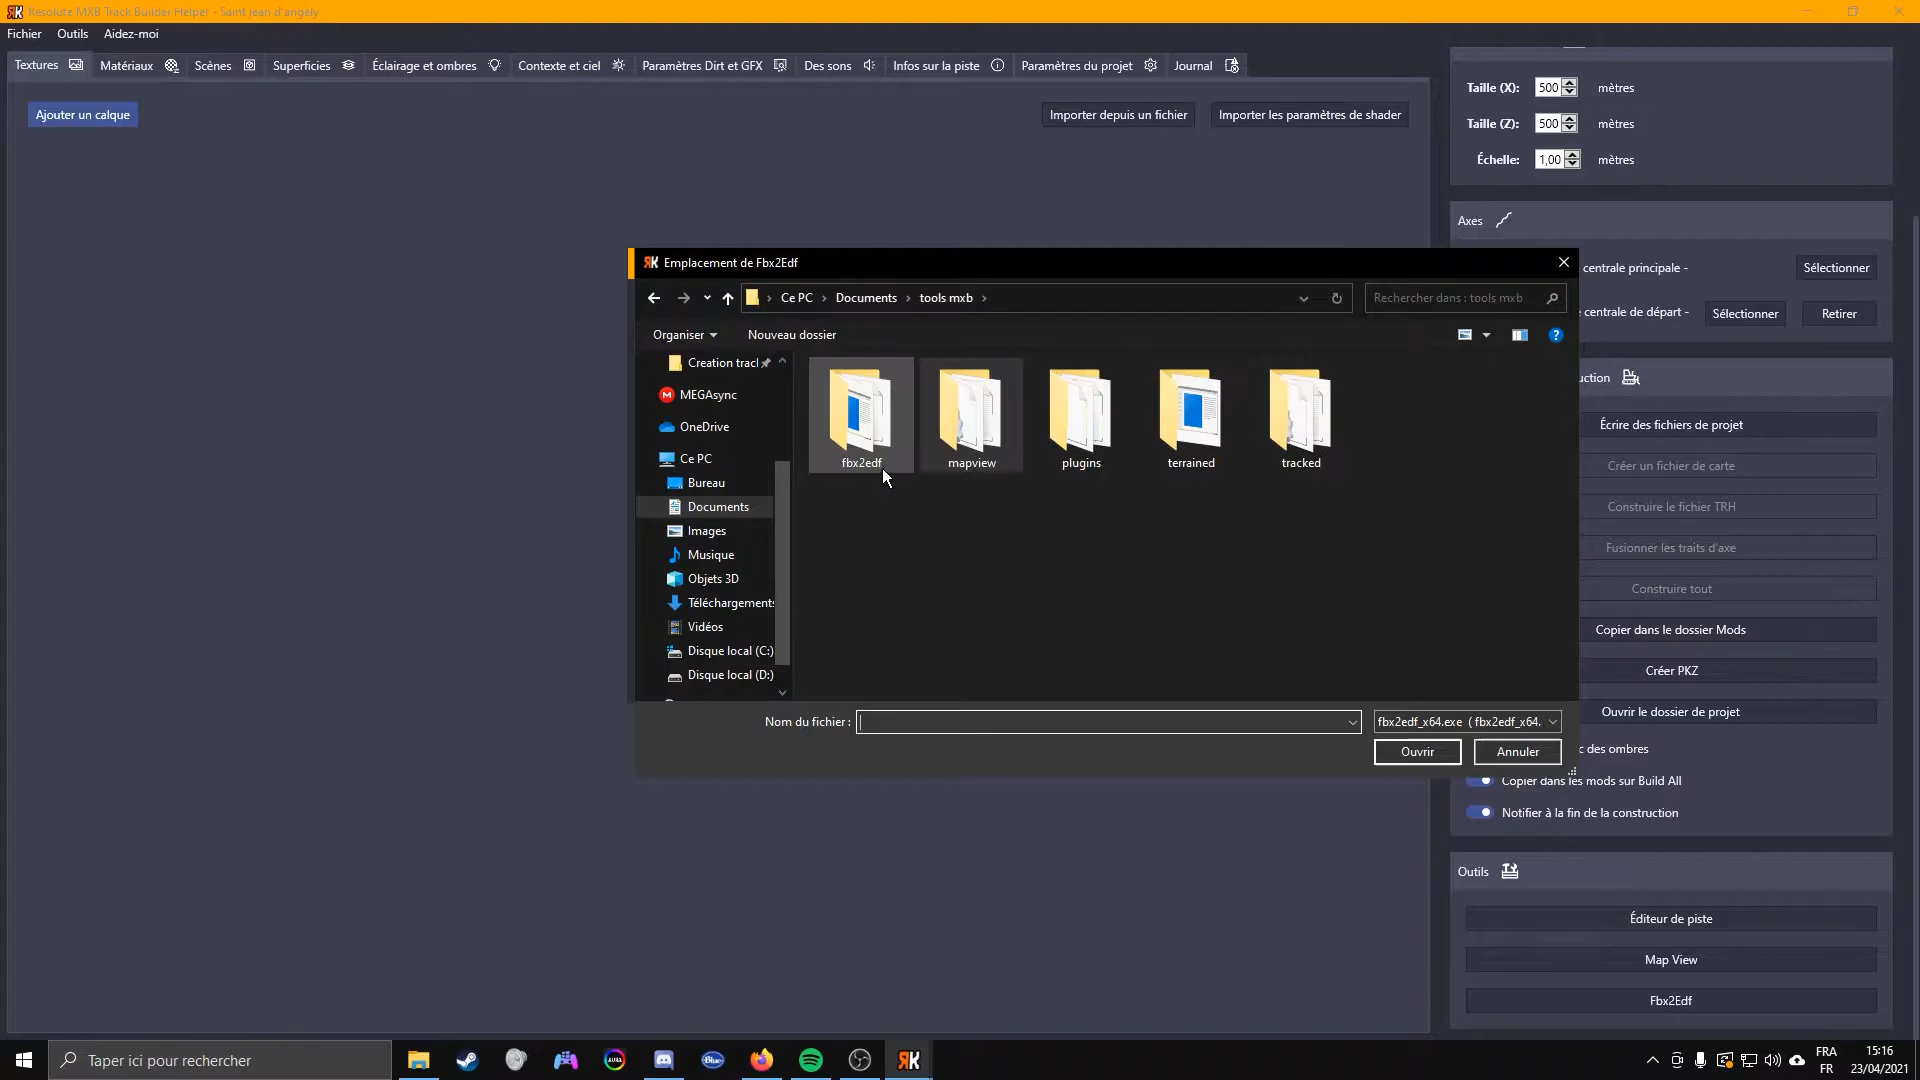 Resolute MXB Track Builder Helper - Saint jean d'angely
Fichier Outils Aidez-moi
Textures Matériaux Scènes Superficies Éclairage et ombres Contexte et ciel Paramètres Dirt et GFX Des sons Infos sur la piste Paramètres du projet Journal
Ajouter un calque
Importer depuis un fichier
Importer les paramètres de shader
Taille (X): 500 mètres
Taille (Z): 500 mètres
Échelle: 1,00 mètres
Axes
centrale principale - Sélectionner
centrale de départ - Sélectionner Retirer
uction
Écrire des fichiers de projet
Créer un fichier de carte
Construire le fichier TRH
Fusionner les traits d'axe
Construire tout
Copier dans le dossier Mods
Créer PKZ
Ouvrir le dossier de projet
c des ombres
Copier dans les mods sur Build All
Notifier à la fin de la construction
Outils
Éditeur de piste
Map View
Fbx2Edf
Emplacement de Fbx2Edf
Ce PC › Documents › tools mxb ›
Rechercher dans : tools mxb
Organiser Nouveau dossier
Creation tracl
MEGAsync
OneDrive
Ce PC
Bureau
Documents
Images
Musique
Objets 3D
Téléchargements
Vidéos
Disque local (C:)
Disque local (D:)
fbx2edf
mapview
plugins
terrained
tracked
Nom du fichier :
fbx2edf_x64.exe ( fbx2edf_x64.
Ouvrir Annuler
Taper ici pour rechercher
AURA
Blue
FRA
FR
15:16
23/04/2021